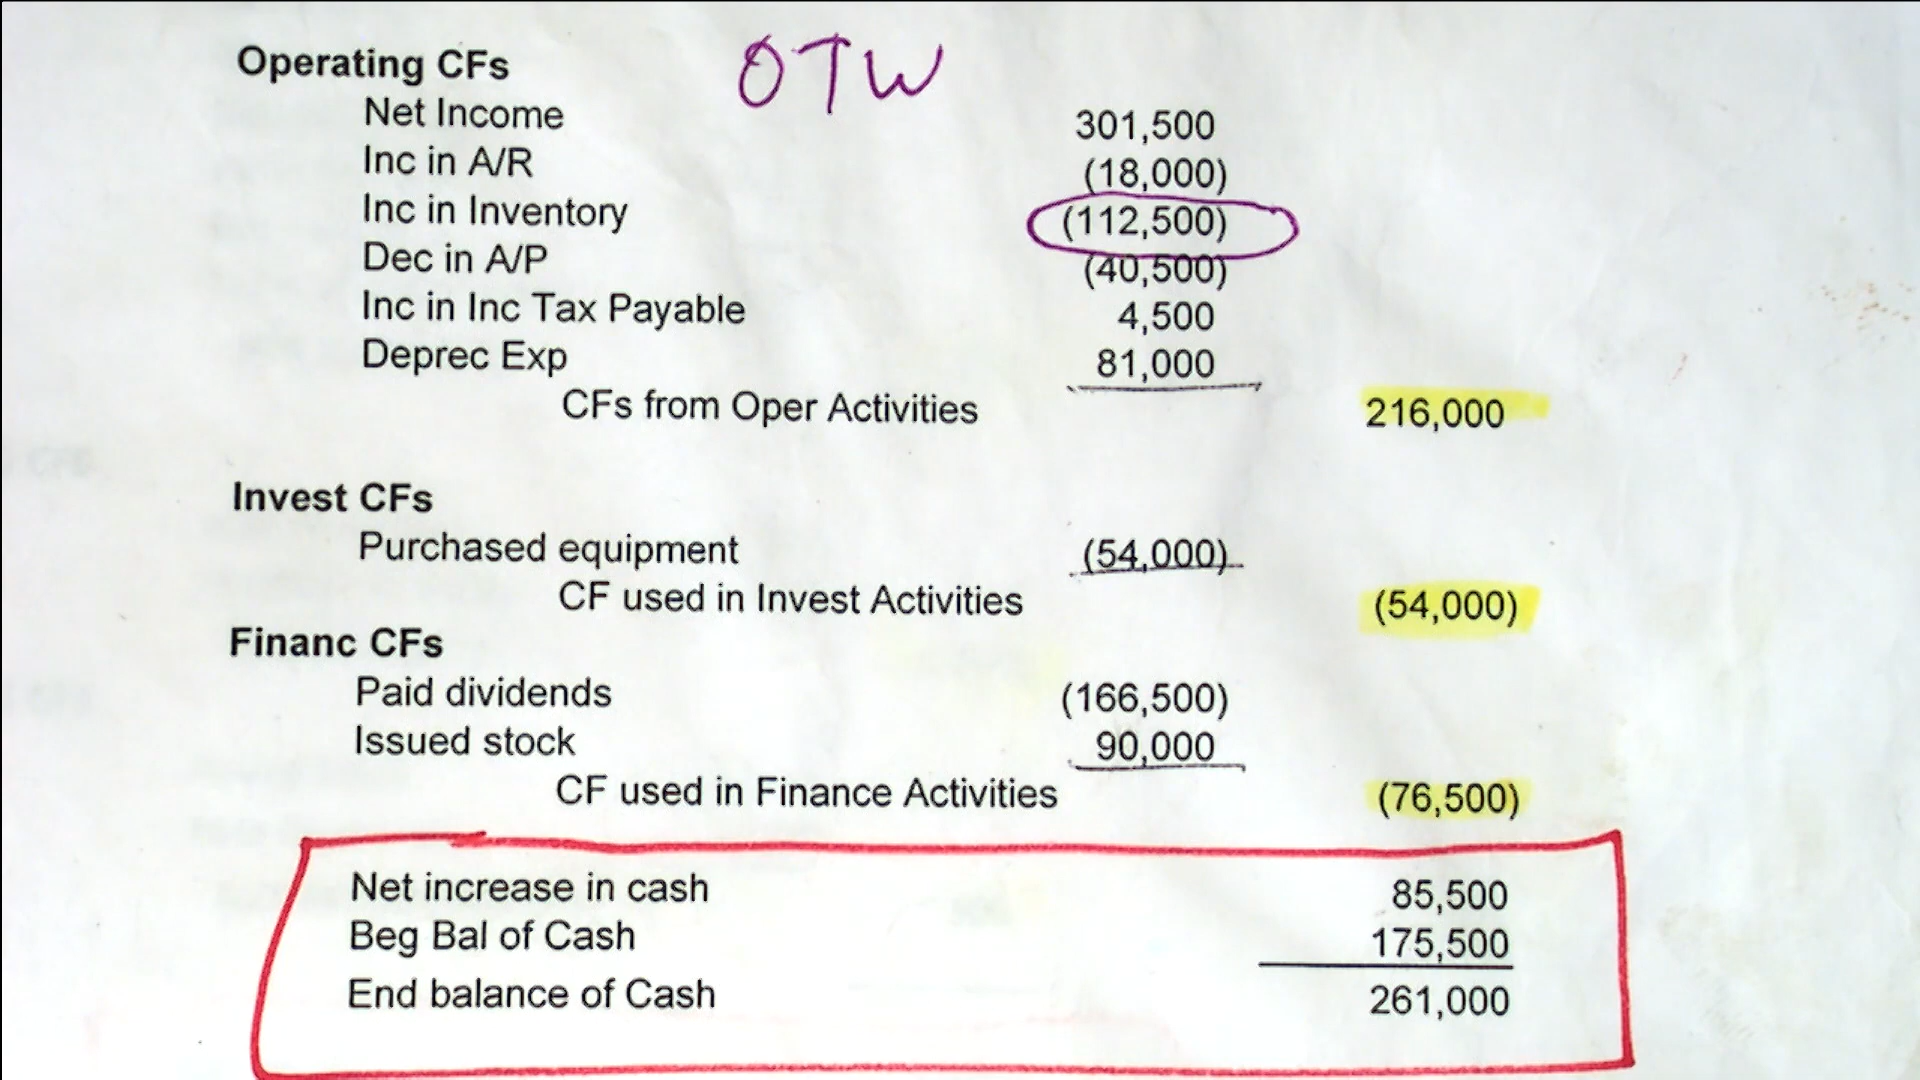 Operating CFs OTW
Net Income 301,500
Inc in A/R (18,000)
Inc in Inventory (112,500)
Dec in A/P (40,500)
Inc in Inc Tax Payable 4,500
Deprec Exp 81,000
CFs from Oper Activities 216,000
Invest CFs
Purchased equipment (54,000)
CF used in Invest Activities (54,000)
Financ CFs
Paid dividends (166,500)
Issued stock 90,000
CF used in Finance Activities (76,500)
Net increase in cash 85,500
Beg Bal of Cash 175,500
End balance of Cash 261,000